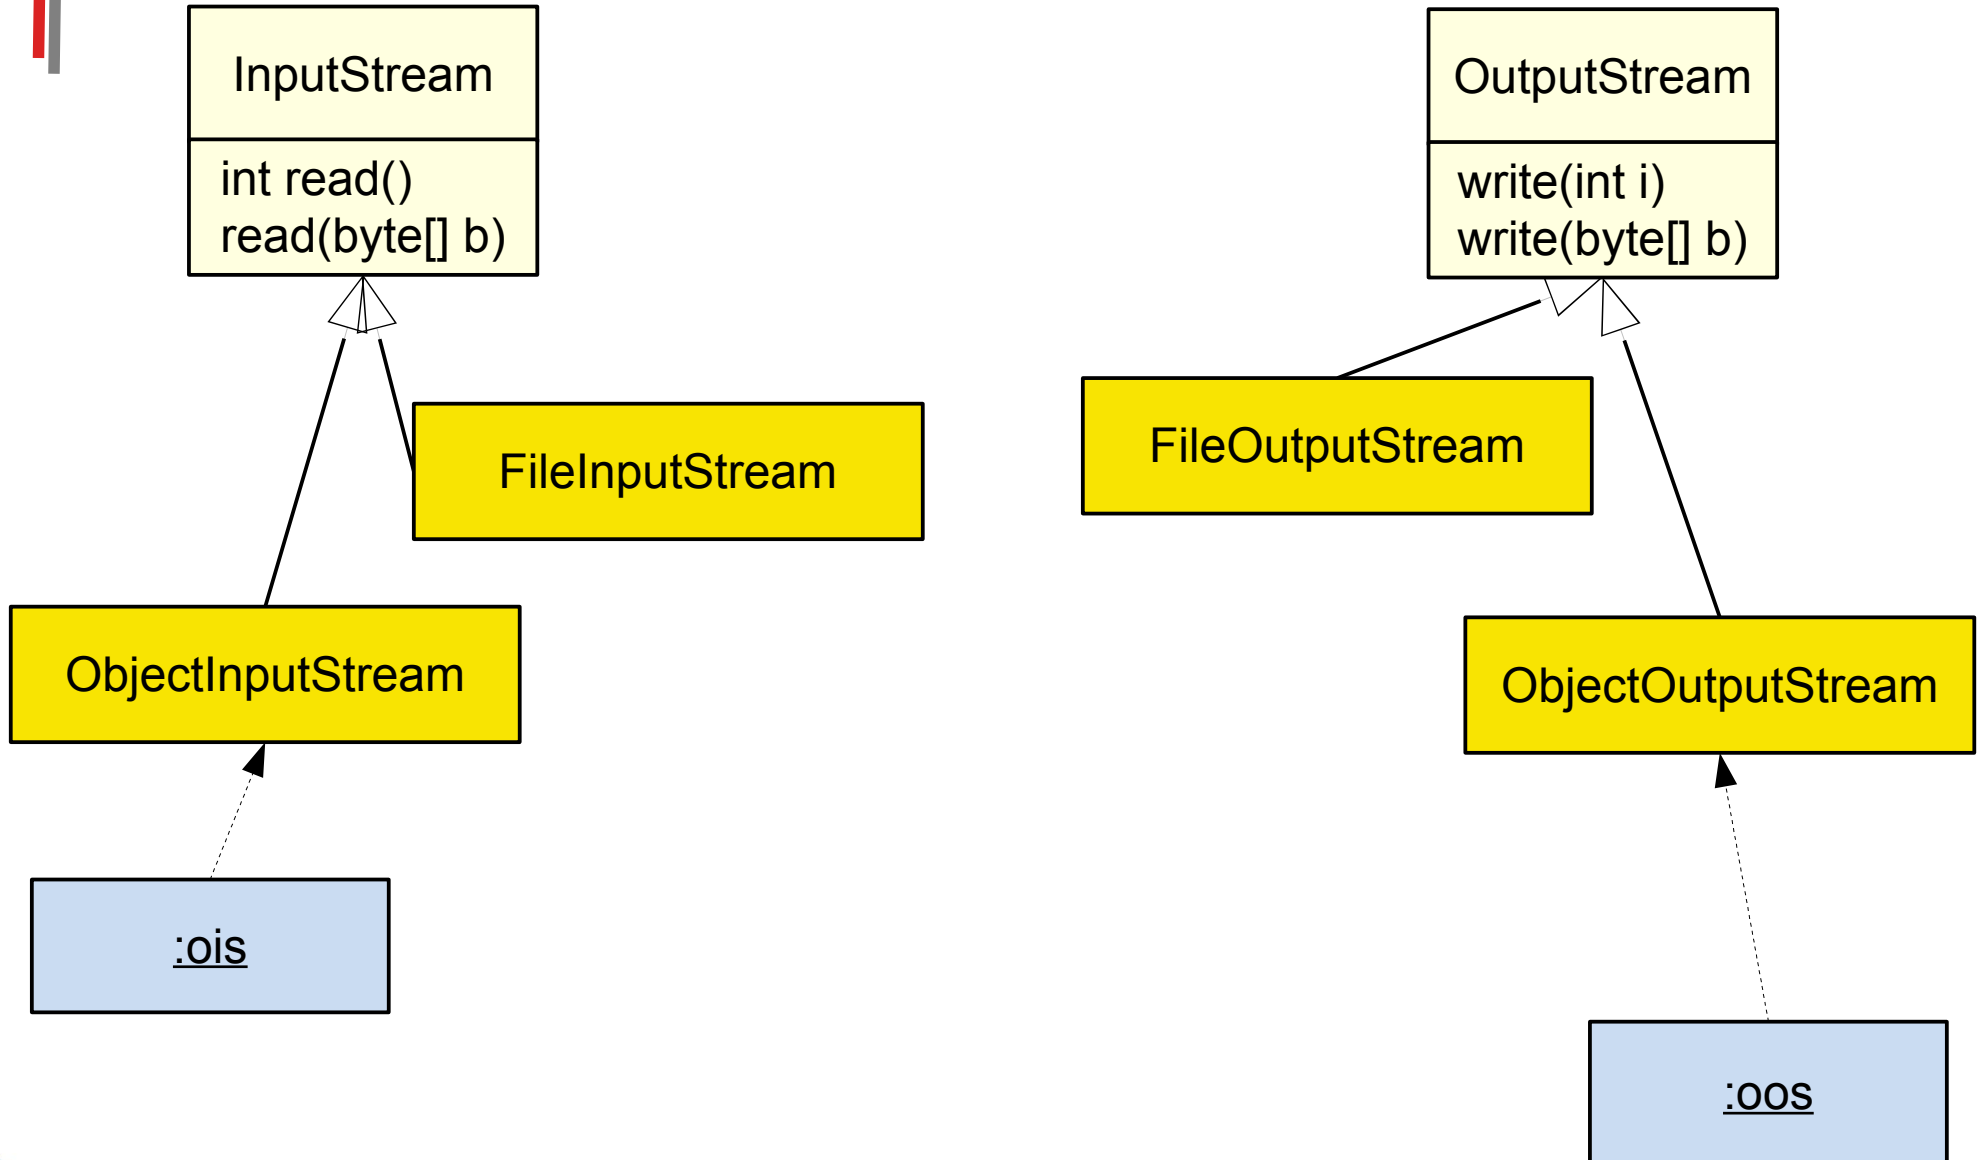 InputStream
int read()
read(byte[] b)
OutputStream
write(int i)
write(byte[] b)
FileInputStream
FileOutputStream
ObjectInputStream
ObjectOutputStream
:ois
:oos